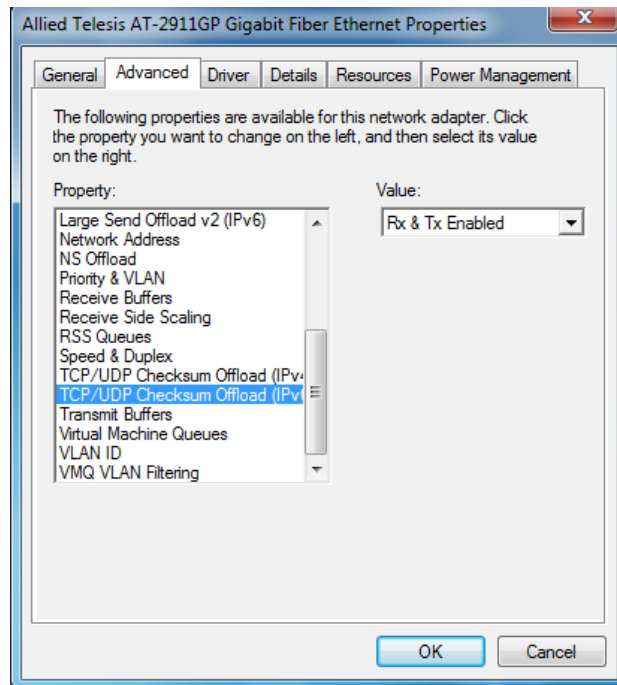 Allied Telesis AT-2911GP Gigabit Fiber Ethernet Properties
General Advanced Driver Details Resources Power Management
The following properties are available for this network adapter. Click
the property you want to change on the left, and then select its value
on the right.
Property:
Large Send Offload v2 (IPv6)
Network Address
NS Offload
Priority & VLAN
Receive Buffers
Receive Side Scaling
RSS Queues
Speed & Duplex
TCP/UDP Checksum Offload (IPv4
TCP/UDP Checksum Offload (IPv6
Transmit Buffers
Virtual Machine Queues
VLAN ID
VMQ VLAN Filtering
Value:
Rx & Tx Enabled
OK Cancel